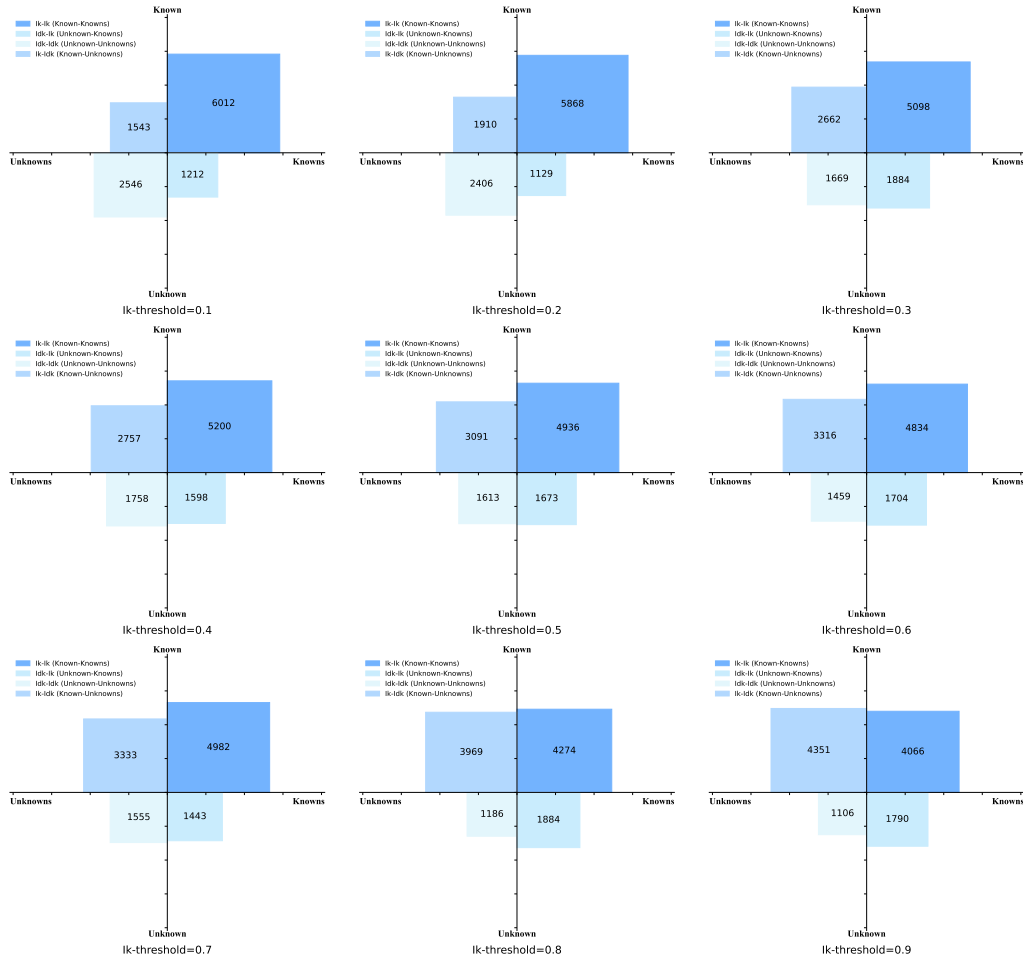 Known
Ik-Ik (Known-Knowns)
Idk-Ik (Unknown-Knowns)
Idk-Idk (Unknown-Unknowns)
Ik-Idk (Known-Unknowns)
6012
1543
Unknowns
Knowns
2546
1212
Unknown
Ik-threshold=0.1
Known
Ik-Ik (Known-Knowns)
Idk-Ik (Unknown-Knowns)
Idk-Idk (Unknown-Unknowns)
Ik-Idk (Known-Unknowns)
5868
1910
Knowns
2406
1129
Unknown
Ik-threshold=0.2
Known
Ik-Ik (Known-Knowns)
Idk-Ik (Unknown-Knowns)
Idk-Idk (Unknown-Unknowns)
Ik-Idk (Known-Unknowns)
5098
2662
Unknowns
Knowns
1669
1884
Unknown
Ik-threshold=0.3
Known
Ik-Ik (Known-Knowns)
Idk-Ik (Unknown-Knowns)
Idk-Idk (Unknown-Unknowns)
Ik-Idk (Known-Unknowns)
5200
2757
Unknowns
Knowns
1758
1598
Unknown
Ik-threshold=0.4
Known
Ik-Ik (Known-Knowns)
Idk-Ik (Unknown-Knowns)
Idk-Idk (Unknown-Unknowns)
Ik-Idk (Known-Unknowns)
4936
3091
Unknowns
Knowns
1613
1673
Unknown
Ik-threshold=0.5
Known
Ik-Ik (Known-Knowns)
Idk-Ik (Unknown-Knowns)
Idk-Idk (Unknown-Unknowns)
Ik-Idk (Known-Unknowns)
4834
3316
Unknowns
Knowns
1459
1704
Unknown
Ik-threshold=0.6
Known
Ik-Ik (Known-Knowns)
Idk-Ik (Unknown-Knowns)
Idk-Idk (Unknown-Unknowns)
Ik-Idk (Known-Unknowns)
4982
3333
Unknowns
Knowns
1555
1443
Unknown
Ik-threshold=0.7
Known
Ik-Ik (Known-Knowns)
Idk-Ik (Unknown-Knowns)
Idk-Idk (Unknown-Unknowns)
Ik-Idk (Known-Unknowns)
4274
3969
Unknowns
Knowns
1186
1884
Unknown
Ik-threshold=0.8
Known
Ik-Ik (Known-Knowns)
Idk-Ik (Unknown-Knowns)
Idk-Idk (Unknown-Unknowns)
Ik-Idk (Known-Unknowns)
4066
4351
Unknowns
Knowns
1106
1790
Unknown
Ik-threshold=0.9